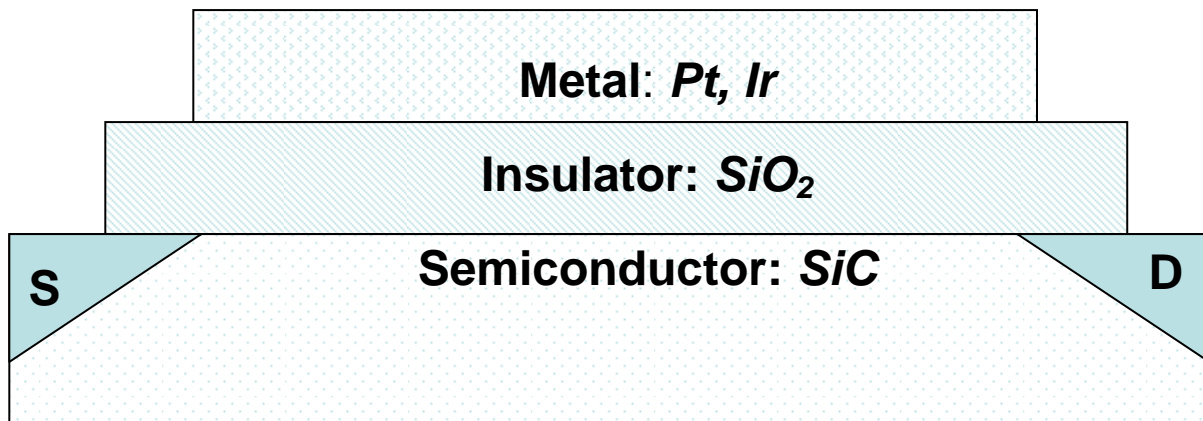 Metal: Pt, Ir
Insulator: SiO₂
Semiconductor: SiC
S
D